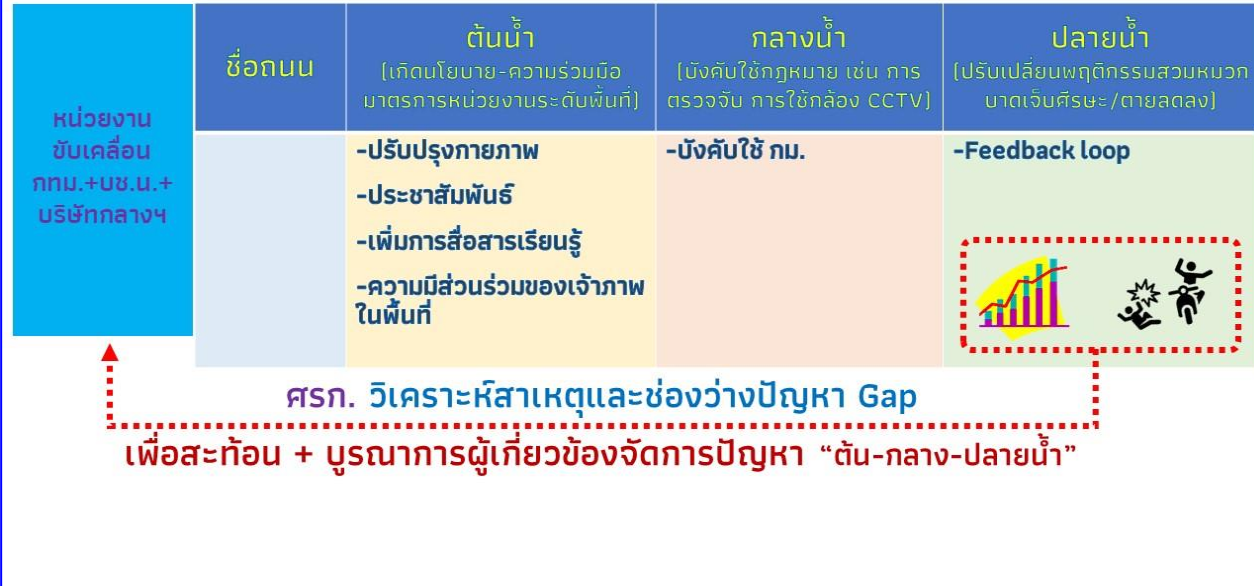 หน่วยงาน
ขับเคลื่อน
กทม.+บช.น.+
บริษัทกลางฯ
ชื่อถนน
ต้นน้ำ
(เกิดนโยบาย-ความร่วมมือ
มาตรการหน่วยงานระดับพื้นที่)
กลางน้ำ
(บังคับใช้กฎหมาย เช่น การ
ตรวจจับ การใช้กล้อง CCTV)
ปลายน้ำ
(ปรับเปลี่ยนพฤติกรรมสวมหมวก
บาดเจ็บศีรษะ/ตายลดลง)
-ปรับปรุงกายภาพ
-ประชาสัมพันธ์
-เพิ่มการสื่อสารเรียนรู้
-ความมีส่วนร่วมของเจ้าภาพ
ในพื้นที่
-บังคับใช้ กม.
-Feedback loop
ศรก. วิเคราะห์สาเหตุและช่องว่างปัญหา Gap
เพื่อสะท้อน + บูรณาการผู้เกี่ยวข้องจัดการปัญหา “ต้น-กลาง-ปลายน้ำ”